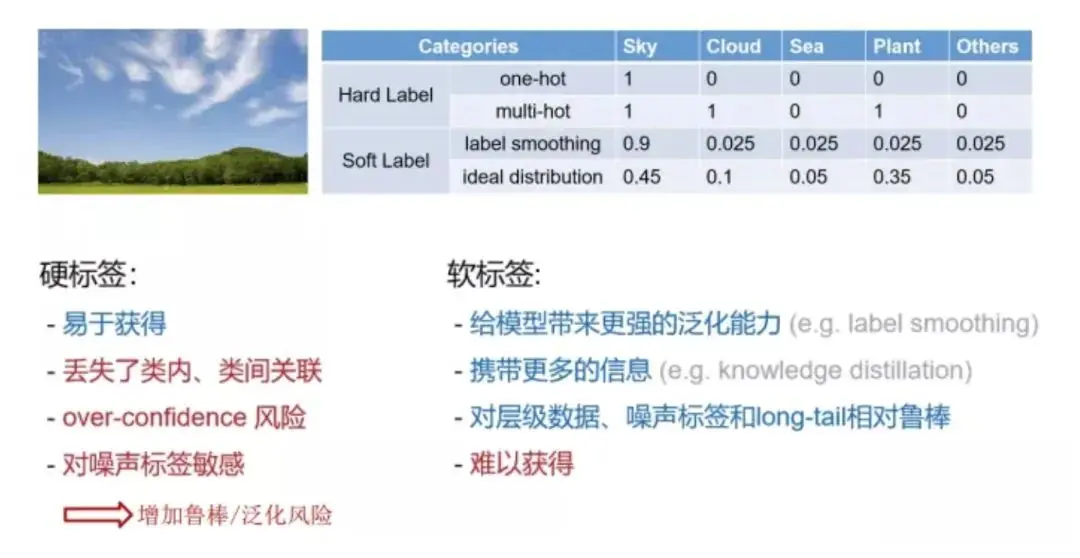 Categories Sky Cloud Sea Plant Others
Hard Label one-hot 1 0 0 0 0
multi-hot 1 1 0 1 0
Soft Label label smoothing 0.9 0.025 0.025 0.025 0.025
ideal distribution 0.45 0.1 0.05 0.35 0.05
硬标签：
- 易于获得
- 丢失了类内、类间关联
- over-confidence 风险
- 对噪声标签敏感
增加鲁棒/泛化风险
软标签:
- 给模型带来更强的泛化能力 (e.g. label smoothing)
- 携带更多的信息 (e.g. knowledge distillation)
- 对层级数据、噪声标签和long-tail相对鲁棒
- 难以获得